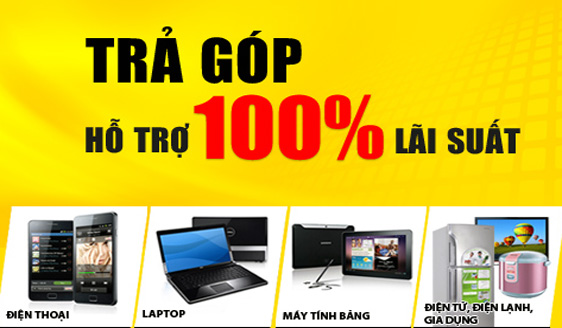 TRẢ GÓP
HỖ TRỢ 100% LÃI SUẤT
ĐIỆN THOẠI
LAPTOP
MÁY TÍNH BẢNG
ĐIỆN TỬ, ĐIỆN LẠNH,
GIA DỤNG